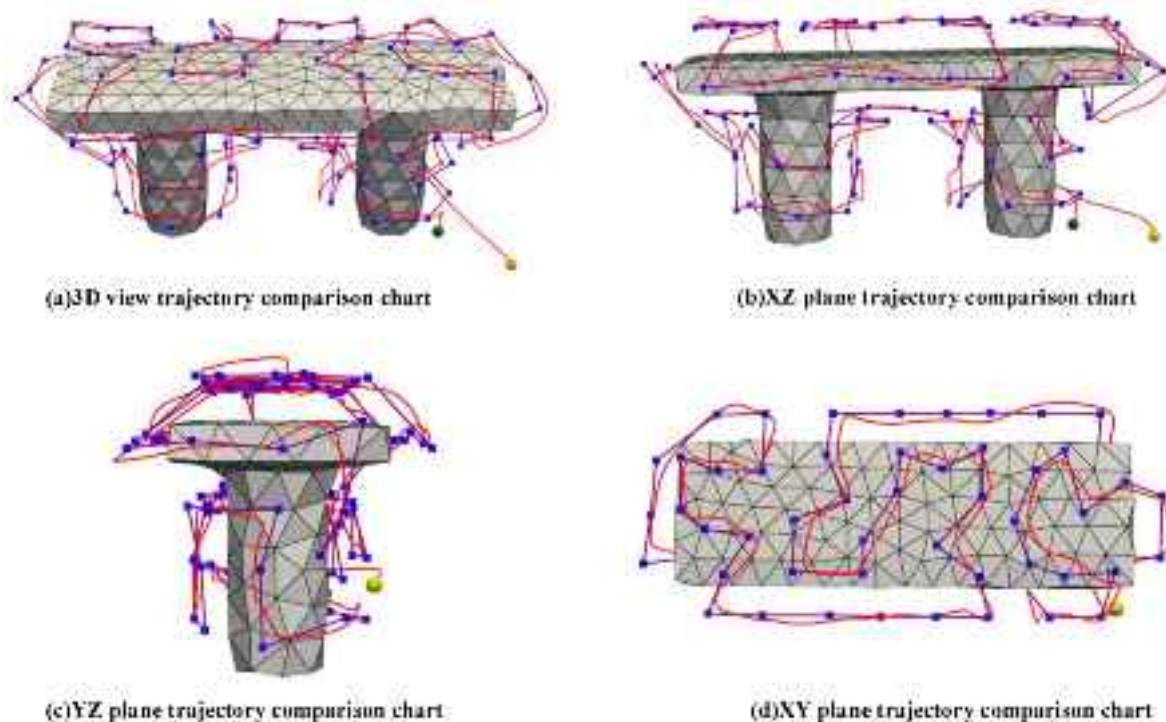 (a)3D view trajectory comparison chart
(b)XZ plane trajectory comparison chart
(c)YZ plane trajectory comparison chart
(d)XY plane trajectory comparison chart